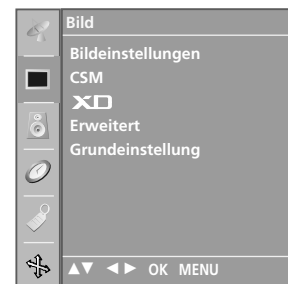 Bild
Bildeinstellungen
CSM
XD
Erweitert
Grundeinstellung
▲▼ ◄► OK MENU